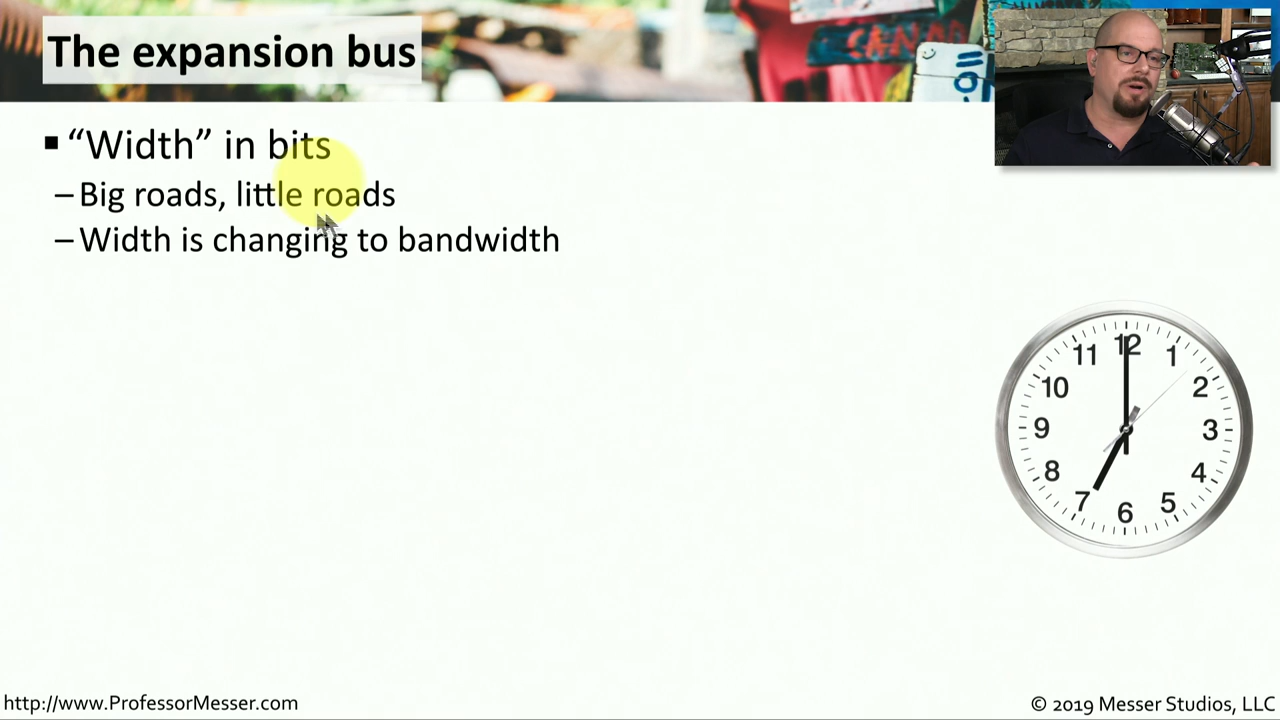 The expansion bus
CANADA
▪ “Width” in bits
– Big roads, little roads
– Width is changing to bandwidth
11 12 1
10 2
9 3
8 4
7 6 5
http://www.ProfessorMesser.com
© 2019 Messer Studios, LLC